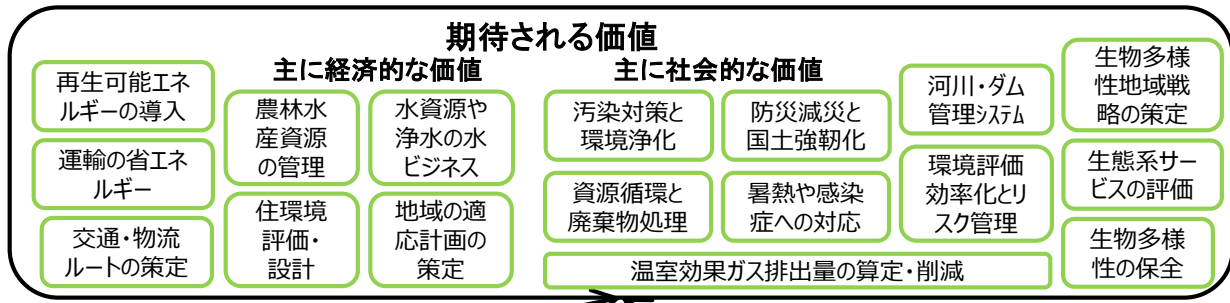 期待される価値
主に経済的な価値
主に社会的な価値
再生可能エネ
ルギーの導入
運輸の省エネ
ルギー
交通・物流
ルートの策定
農林水
産資源
の管理
水資源や
浄水の水
ビジネス
住環境
評価・
設計
地域の適
応計画の
策定
汚染対策と
環境浄化
防災減災と
国土強靭化
資源循環と
廃棄物処理
暑熱や感染
症への対応
温室効果ガス排出量の算定・削減
河川・ダム
管理システム
環境評価
効率化とリ
スク管理
生物多様
性地域戦
略の策定
生態系サー
ビスの評価
生物多様
性の保全